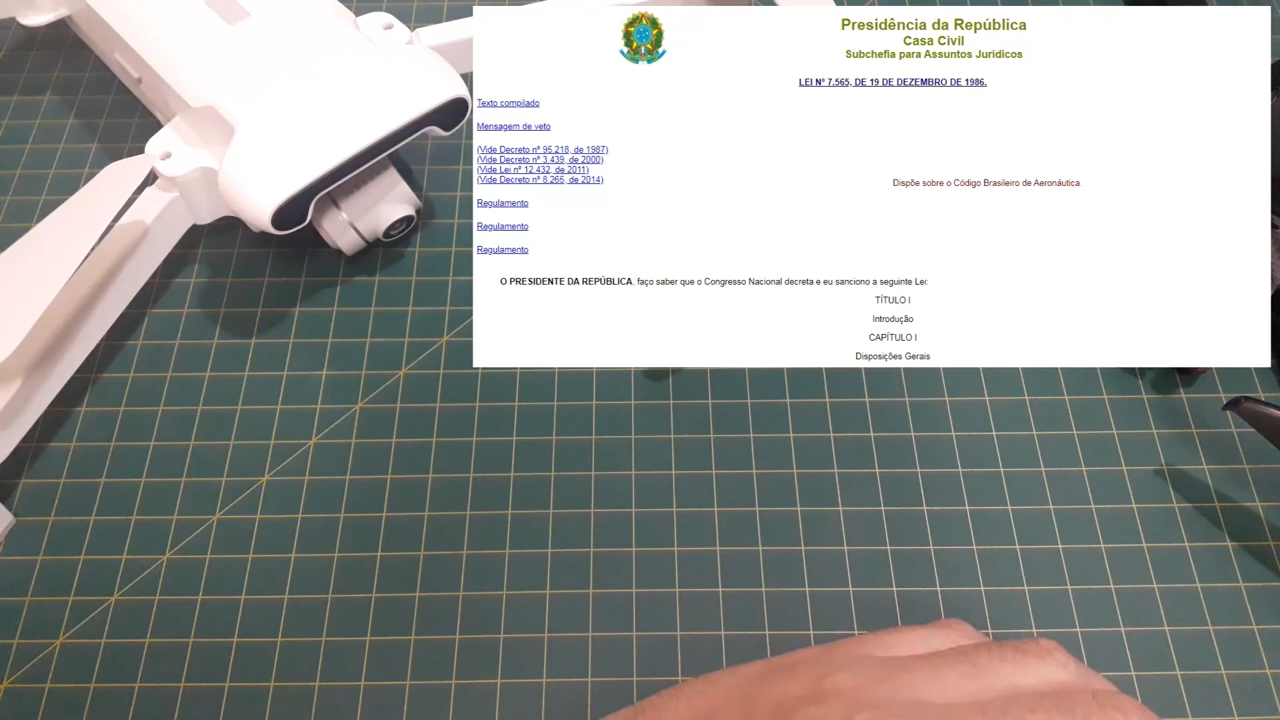 Presidência da República
Casa Civil
Subchefia para Assuntos Jurídicos
LEI Nº 7.565, DE 19 DE DEZEMBRO DE 1986.
Texto compilado
Mensagem de veto
(Vide Decreto nº 95.218, de 1987)
(Vide Decreto nº 3.439, de 2000)
(Vide Lei nº 12.432, de 2011)
(Vide Decreto nº 8.265, de 2014)
Dispõe sobre o Código Brasileiro de Aeronáutica.
Regulamento
Regulamento
Regulamento
O PRESIDENTE DA REPÚBLICA, faço saber que o Congresso Nacional decreta e eu sanciono a seguinte Lei:
TÍTULO I
Introdução
CAPÍTULO I
Disposições Gerais